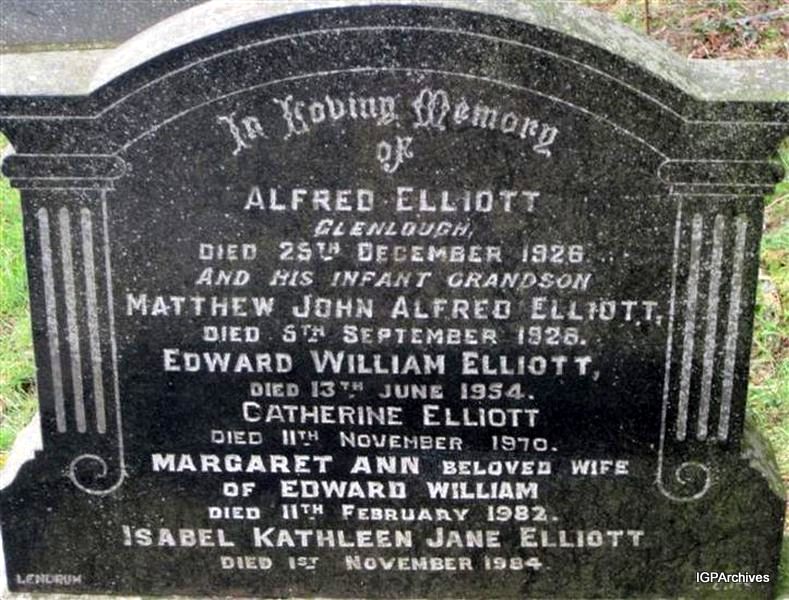 In Loving Memory
of
ALFRED ELLIOTT
GLENLOUGH,
DIED 25TH DECEMBER 1926
AND HIS INFANT GRANDSON
MATTHEW JOHN ALFRED ELLIOTT,
DIED 5TH SEPTEMBER 1926.
EDWARD WILLIAM ELLIOTT,
DIED 13TH JUNE 1954.
CATHERINE ELLIOTT
DIED 11TH NOVEMBER 1970.
MARGARET ANN BELOVED WIFE
OF EDWARD WILLIAM
DIED 11TH FEBRUARY 1982.
ISABEL KATHLEEN JANE ELLIOTT
DIED 1ST NOVEMBER 1984.
LENDRUM
IGPArchives